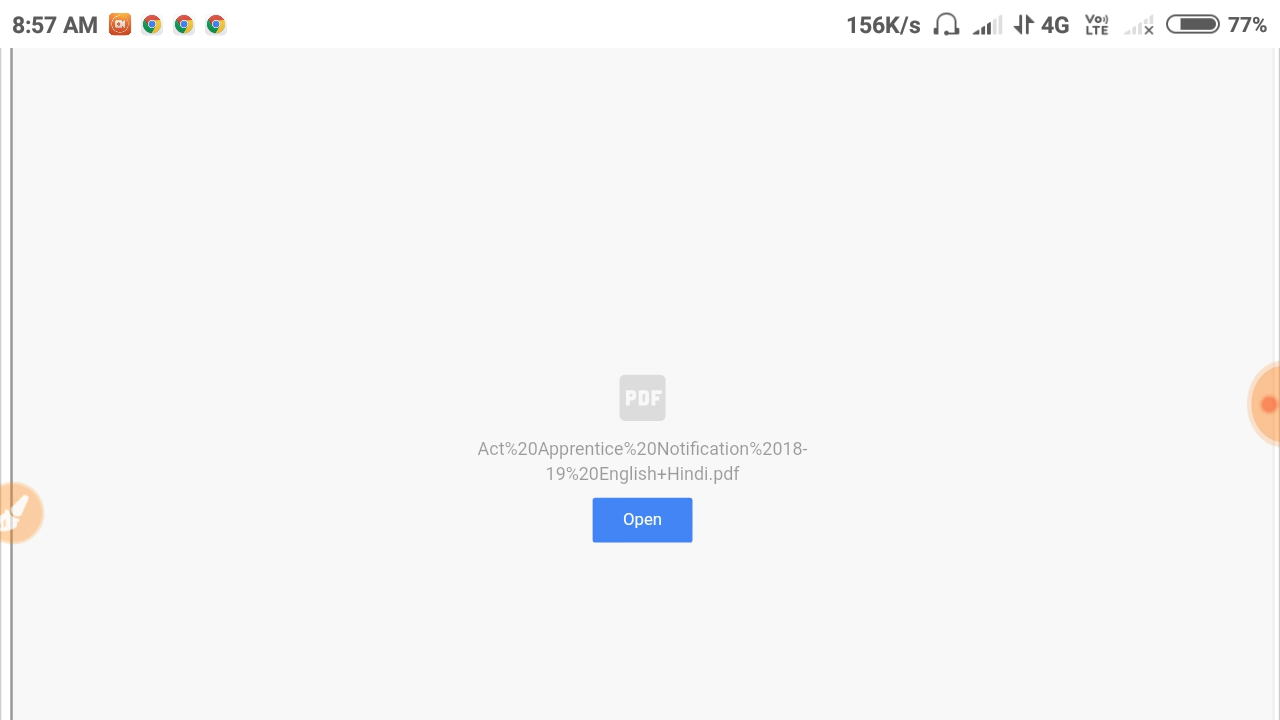 8:57 AM 156K/s 4G Vo)) LTE 77%
PDF
Act%20Apprentice%20Notification%2018-
19%20English+Hindi.pdf
Open